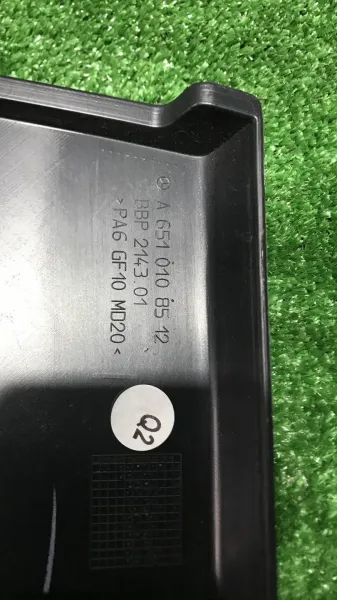 A 651 010 85 12
BBP 2143.01
>PA6 GF10 MD20<
Q2